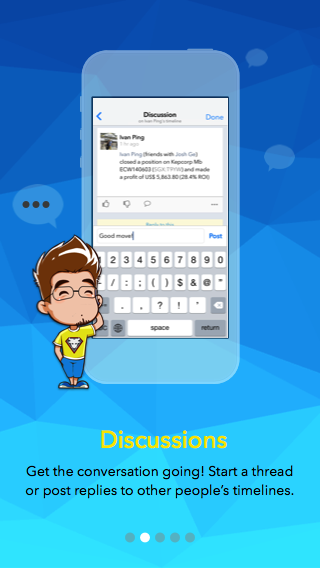 Discussion
on Ivan Ping's timeline
Done
Ivan Ping
1 hr ago
Ivan Ping (friends with Josh Ge)
closed a position on Kepcorp Mb
ECW140603 (SGX:T9YW) and made
a profit of US$ 5,863.80 (28.4% ROI)
Reply to this
Good move!
Post
1 2 3 4 5 6 7 8 9 0
- / : ; ( ) $ & @ "
. , ? ! '
space
return
Discussions
Get the conversation going! Start a thread
or post replies to other people's timelines.